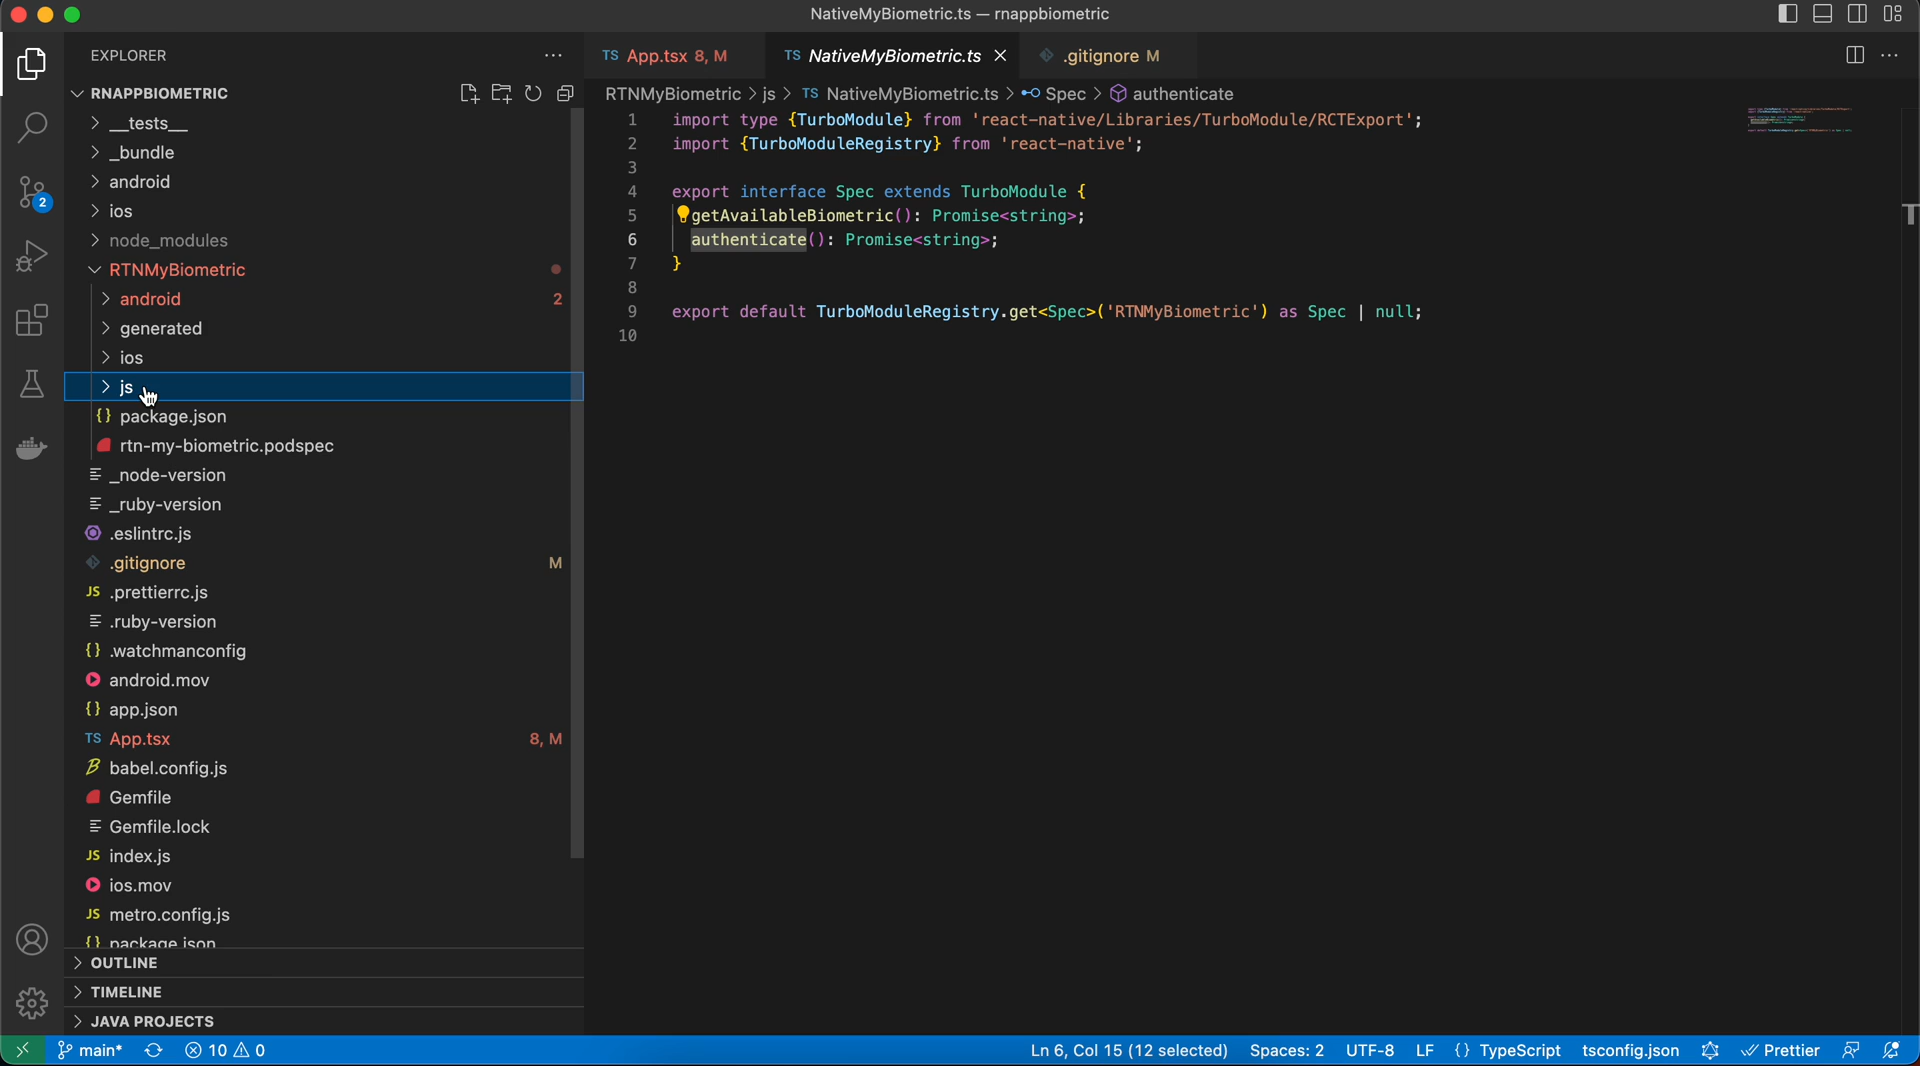 NativeMyBiometric.ts — rnappbiometric
EXPLORER
TS App.tsx 8, M
TS NativeMyBiometric.ts
.gitignore M
RNAPPBIOMETRIC
RTNMyBiometric > js > TS NativeMyBiometric.ts > Spec > authenticate
__tests__
_bundle
android
ios
node_modules
RTNMyBiometric
android 2
generated
ios
js
{} package.json
rtn-my-biometric.podspec
_node-version
_ruby-version
.eslintrc.js
.gitignore M
JS .prettierrc.js
.ruby-version
{} .watchmanconfig
android.mov
{} app.json
TS App.tsx 8, M
babel.config.js
Gemfile
Gemfile.lock
JS index.js
ios.mov
JS metro.config.js
{} package.json
OUTLINE
TIMELINE
JAVA PROJECTS
2
1 import type {TurboModule} from 'react-native/Libraries/TurboModule/RCTExport';
2 import {TurboModuleRegistry} from 'react-native';
3
4 export interface Spec extends TurboModule {
5 getAvailableBiometric(): Promise<string>;
6 authenticate(): Promise<string>;
7 }
8
9 export default TurboModuleRegistry.get<Spec>('RTNMyBiometric') as Spec | null;
10
main* 10 0 Ln 6, Col 15 (12 selected) Spaces: 2 UTF-8 LF {} TypeScript tsconfig.json Prettier